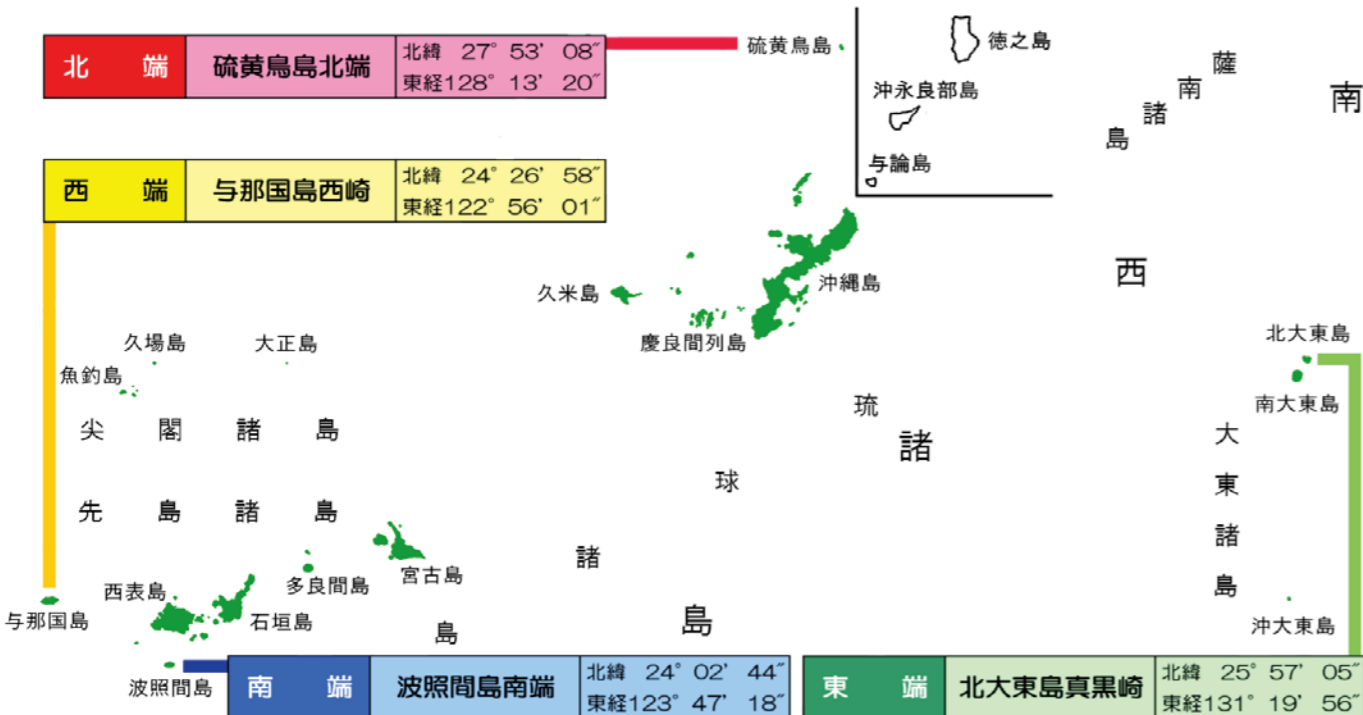 北端 硫黄鳥島北端 北緯 27° 53’ 08”
東経128° 13’ 20”
硫黄鳥島
徳之島
沖永良部島
与論島
薩南諸島
西端 与那国島西崎 北緯 24° 26’ 58”
東経122° 56’ 01”
南西諸島
沖縄島
久米島
慶良間列島
久場島
大正島
魚釣島
尖閣諸島
先島諸島
琉球諸島
北大東島
南大東島
大東諸島
沖大東島
宮古島
多良間島
石垣島
西表島
与那国島
波照間島
南端 波照間島南端 北緯 24° 02’ 44”
東経123° 47’ 18”
東端 北大東島真黒崎 北緯 25° 57’ 05”
東経131° 19’ 56”